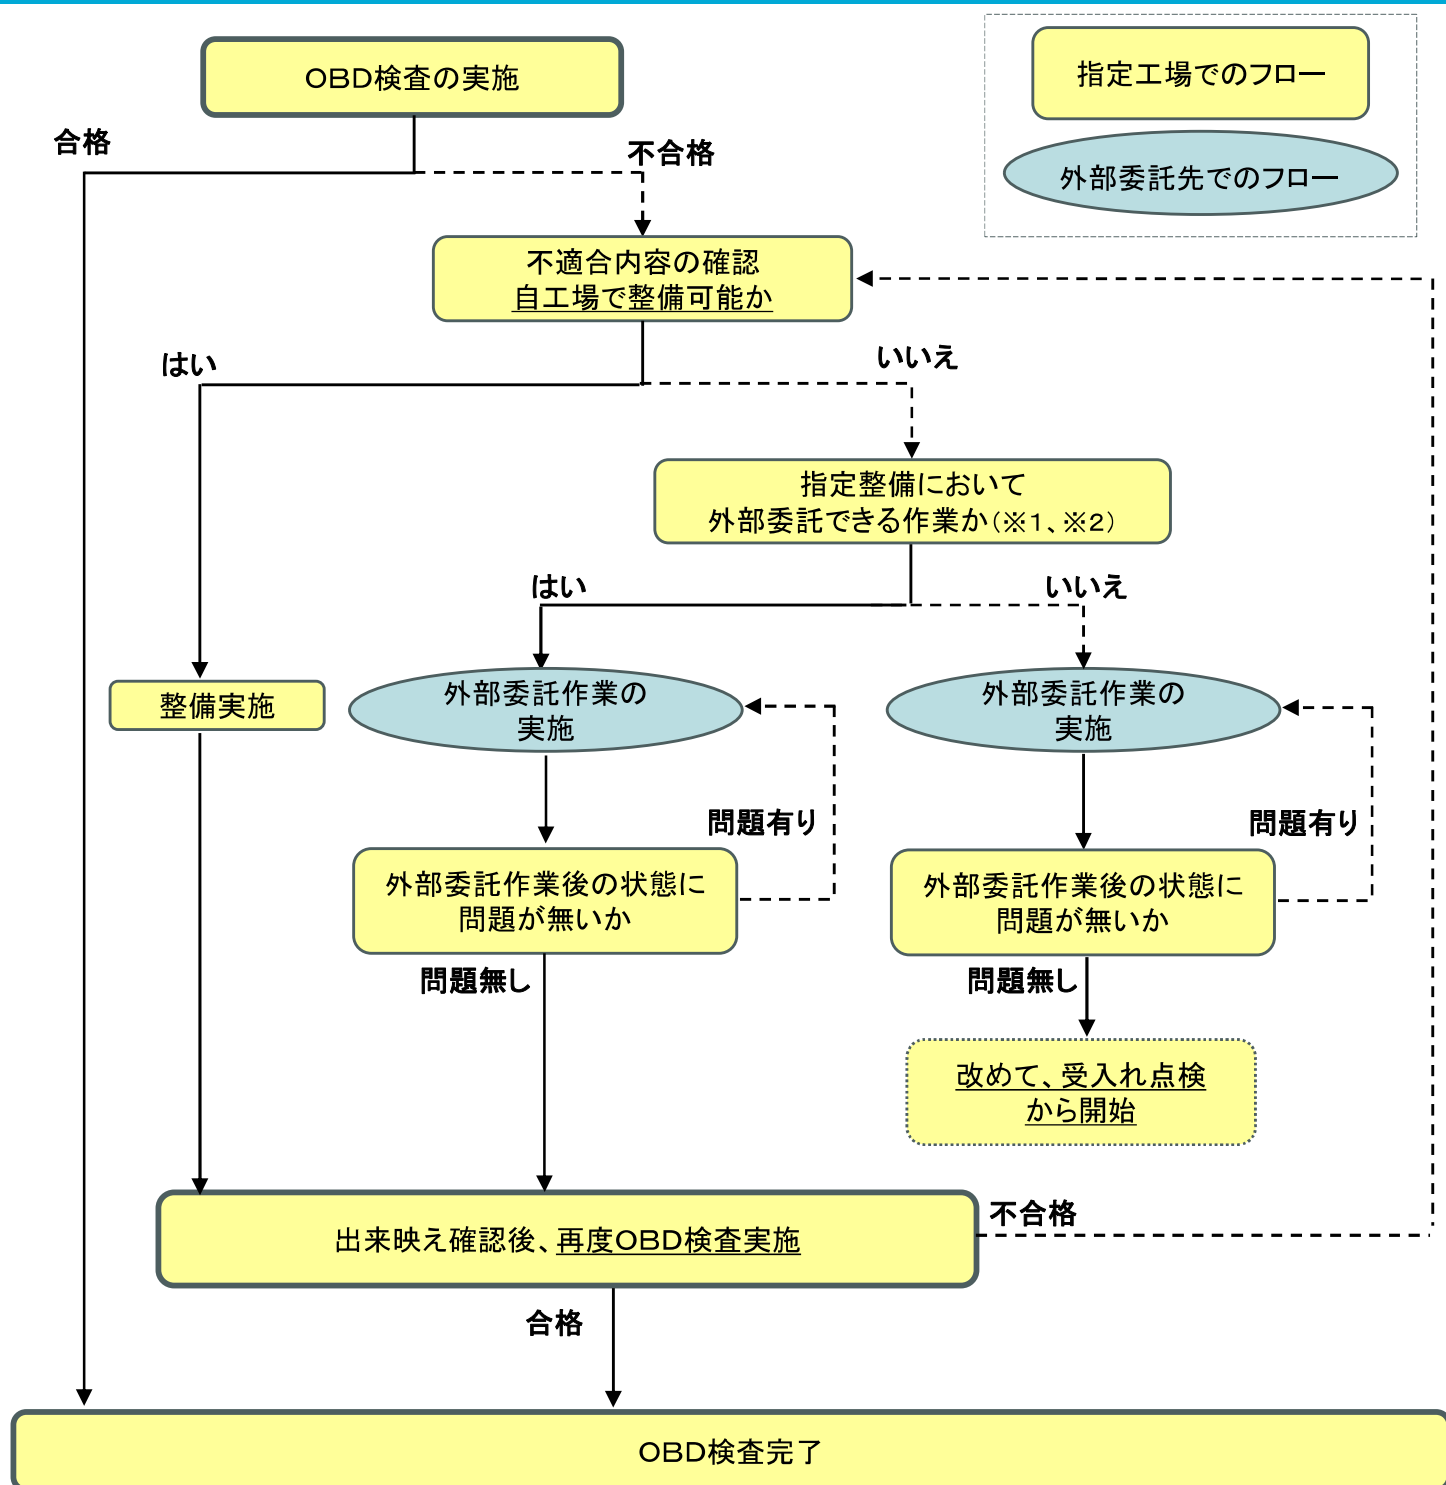 OBD検査の実施
指定工場でのフロー
外部委託先でのフロー
合格
不合格
不適合内容の確認
自工場で整備可能か
はい
いいえ
指定整備において
外部委託できる作業か(※1、※2)
はい
いいえ
整備実施
外部委託作業の
実施
外部委託作業の
実施
問題有り
問題有り
外部委託作業後の状態に
問題が無いか
外部委託作業後の状態に
問題が無いか
問題無し
問題無し
改めて、受入れ点検
から開始
出来映え確認後、再度OBD検査実施
不合格
合格
OBD検査完了